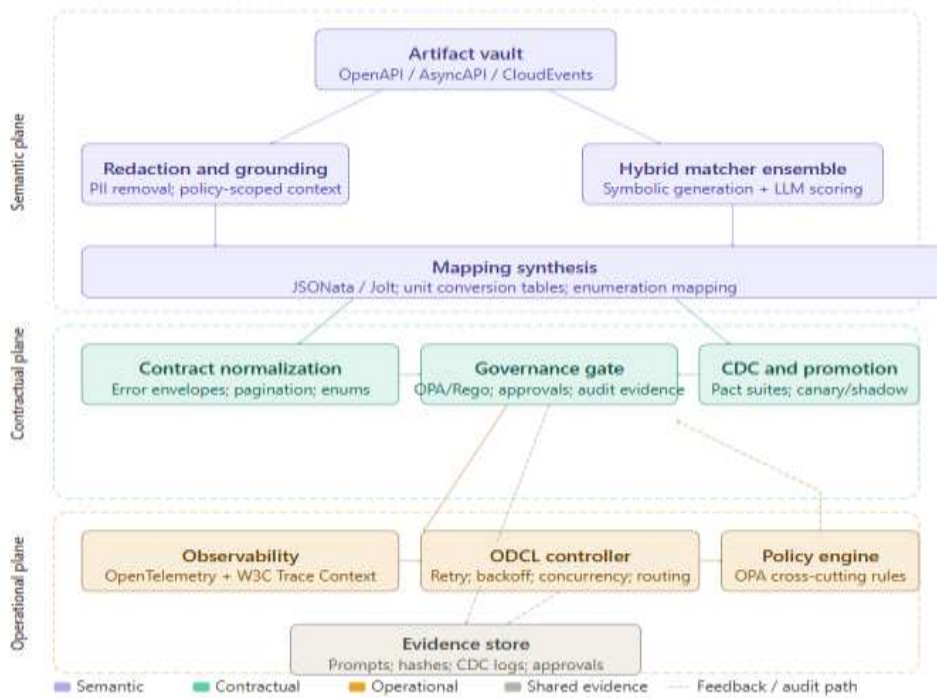 Semantic plane
Artifact vault
OpenAPI / AsyncAPI / CloudEvents
Redaction and grounding
PII removal; policy-scoped context
Hybrid matcher ensemble
Symbolic generation + LLM scoring
Mapping synthesis
JSONata / Jolt; unit conversion tables; enumeration mapping
Contractual plane
Contract normalization
Error envelopes; pagination; enums
Governance gate
OPA/Rego; approvals; audit evidence
CDC and promotion
Pact suites; canary/shadow
Operational plane
Observability
OpenTelemetry + W3C Trace Context
ODCL controller
Retry; backoff; concurrency; routing
Policy engine
OPA cross-cutting rules
Evidence store
Prompts; hashes; CDC logs; approvals
Semantic
Contractual
Operational
Shared evidence
Feedback / audit path